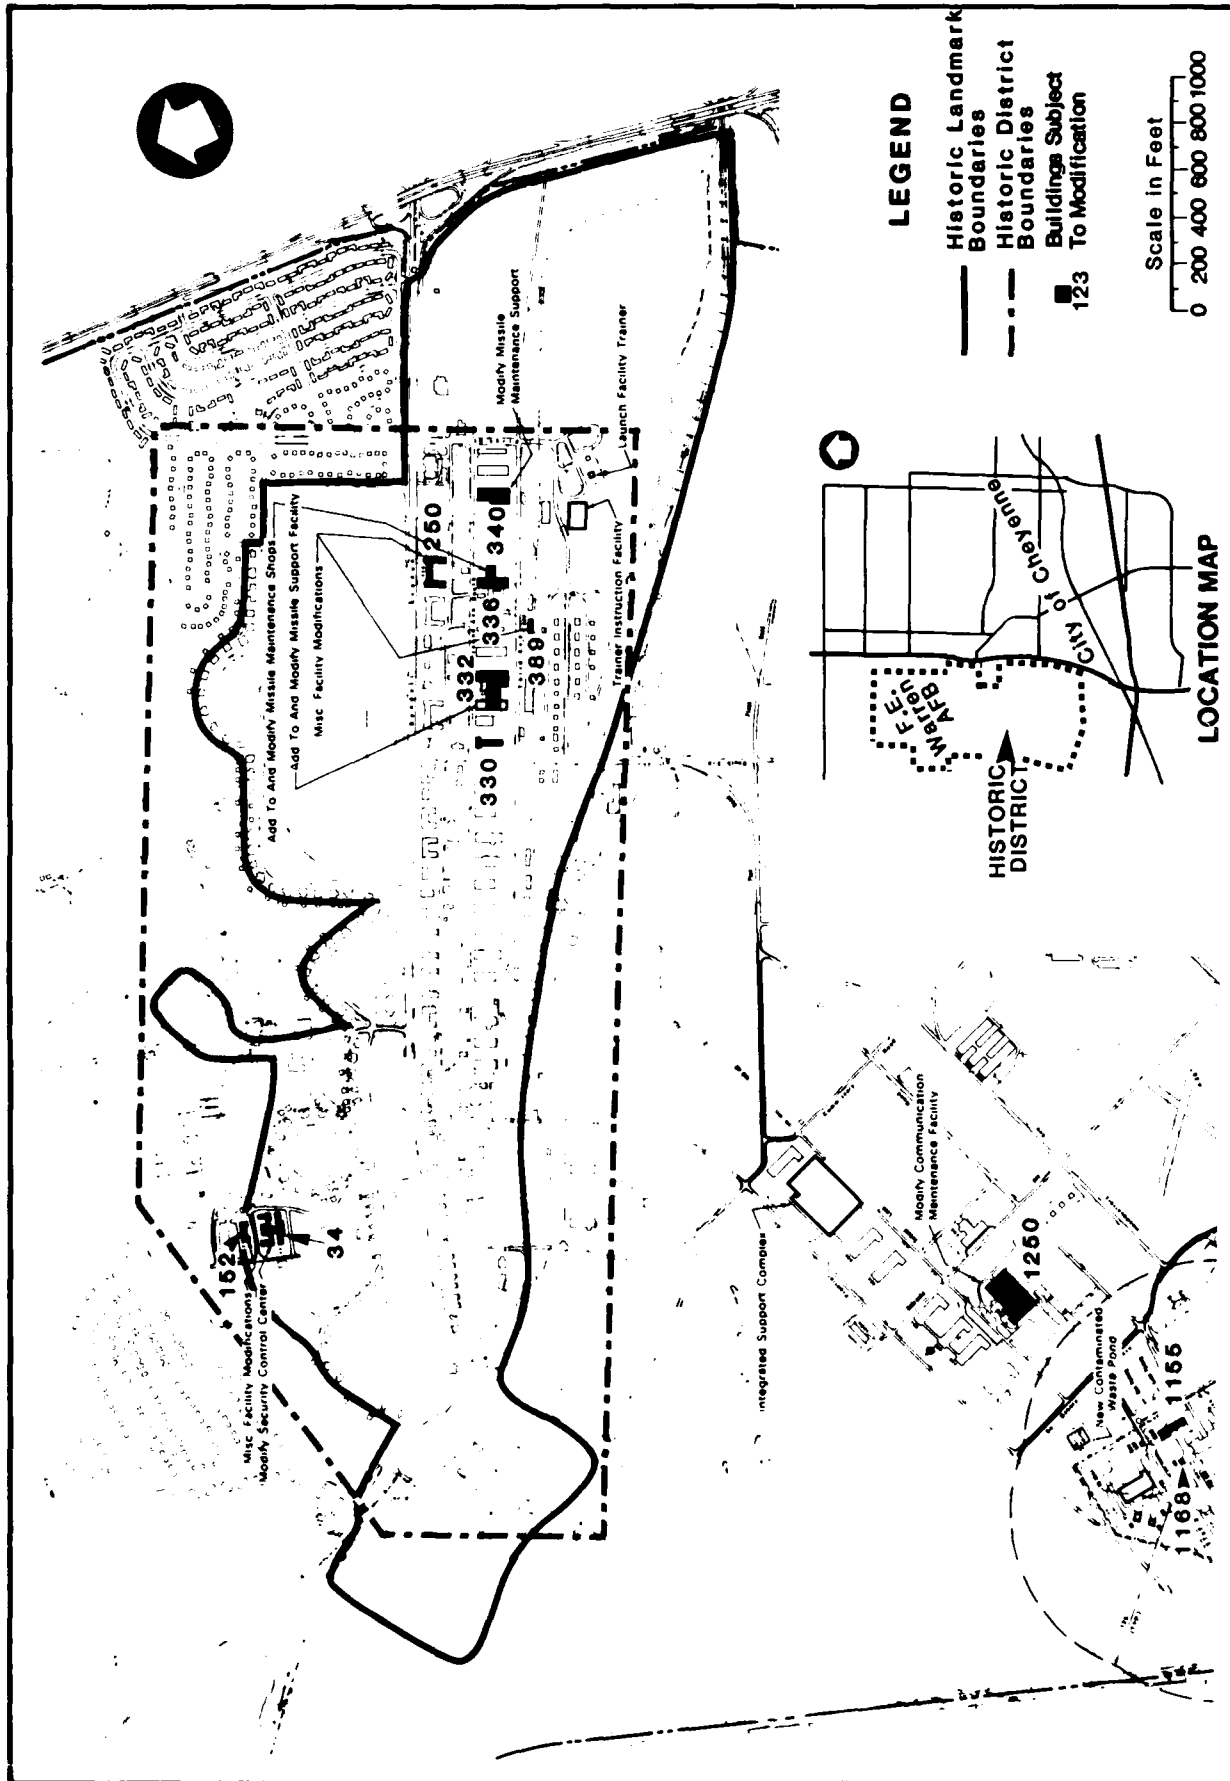 Add To And Modify Missile Maintenance Shops
Add To And Modify Missile Support Facility
Misc Facility Modifications
Modify Missile
Maintenance Support
Launch Facility Trainer
Trainer Instruction Facility
250
340
336
332
389
330
152
34
Misc Facility Modifications
Modify Security Control Center
Integrated Support Complex
Modify Communication
Maintenance Facility
1250
New Contaminated
Waste Pond
1155
1168
LEGEND
Historic Landmark
Boundaries
Historic District
Boundaries
Buildings Subject
123 To Modification
Scale in Feet
0 200 400 600 800 1000
F.E.
Warren
AFB
City of Cheyenne
HISTORIC
DISTRICT
LOCATION MAP